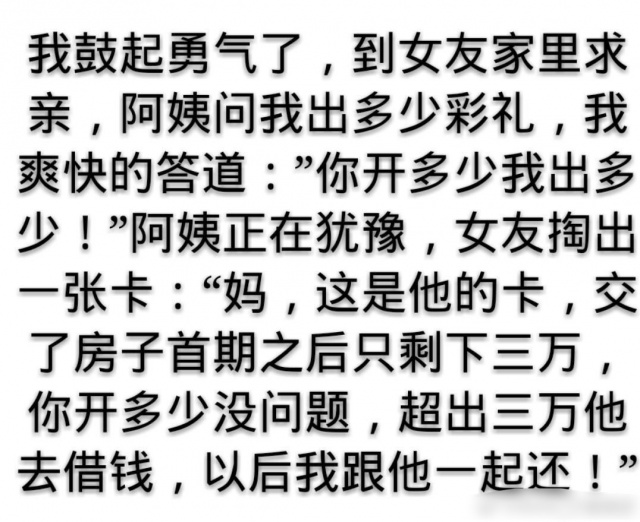 我鼓起勇气了，到女友家里求
亲，阿姨问我出多少彩礼，我
爽快的答道：”你开多少我出多
少！”阿姨正在犹豫，女友掏出
一张卡：“妈，这是他的卡，交
了房子首期之后只剩下三万，
你开多少没问题，超出三万他
去借钱，以后我跟他一起还！”